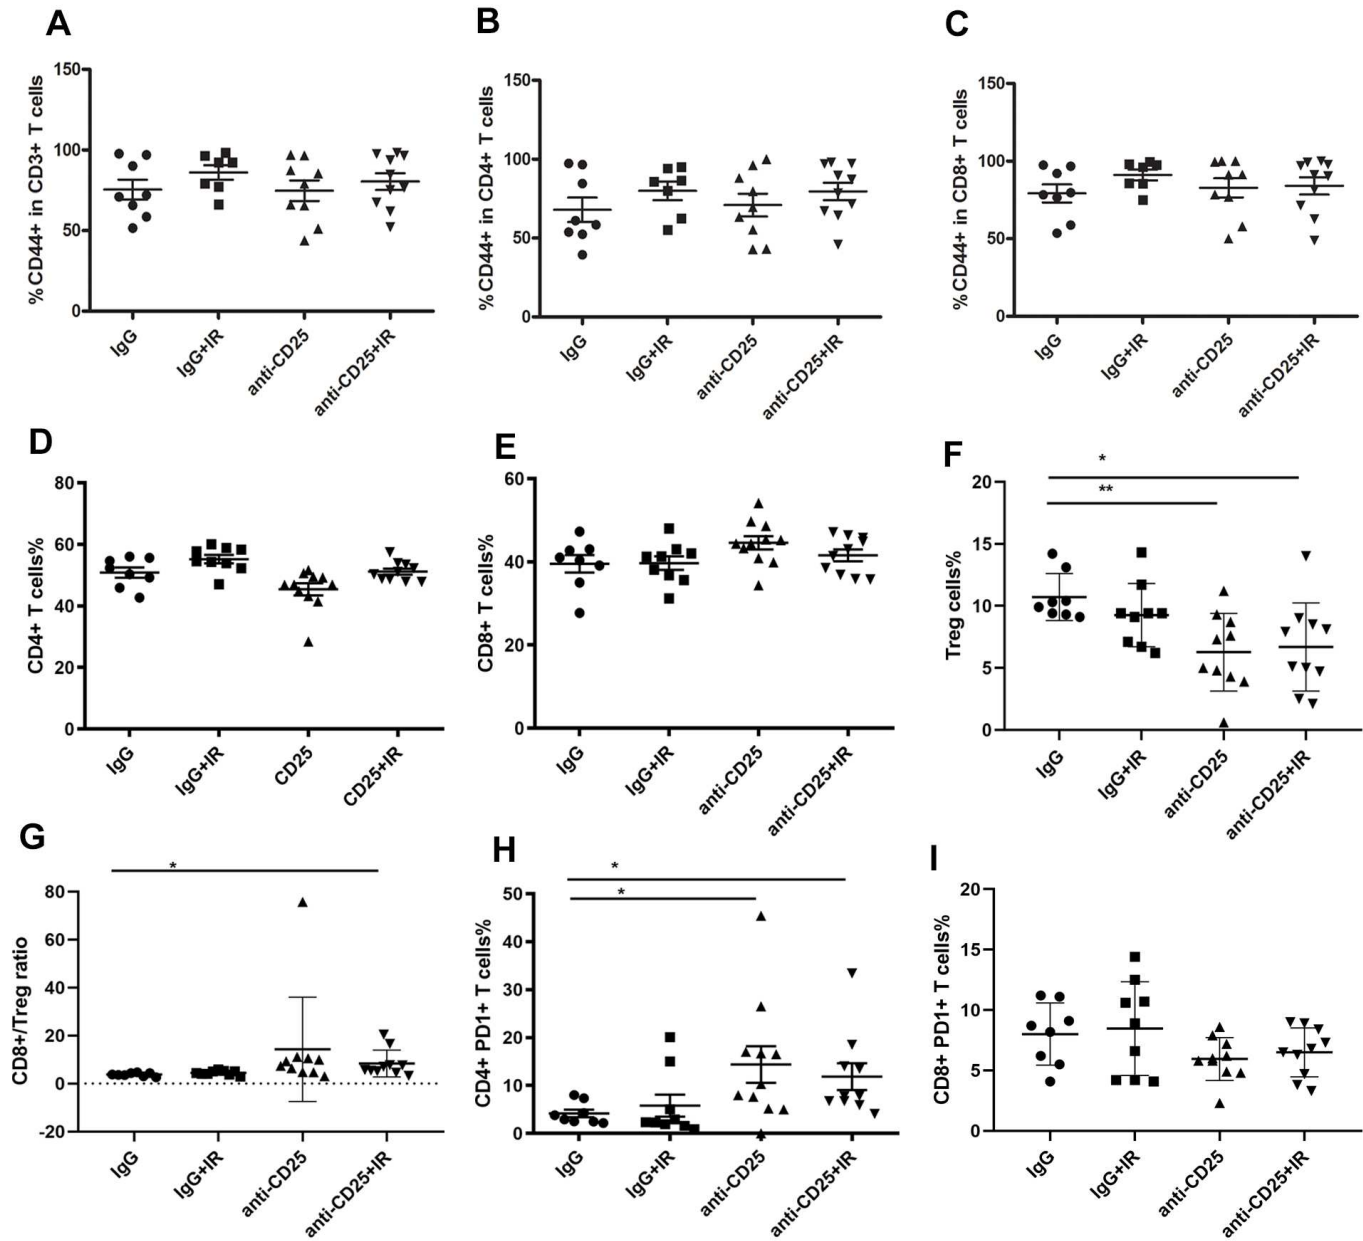 A
%CD44+ in CD3+ T cells
150
100
50
0
IgG
IgG+IR
anti-CD25
anti-CD25+IR
B
%CD44+ in CD4+ T cells
150
100
50
0
IgG
IgG+IR
anti-CD25
anti-CD25+IR
C
%CD44+ in CD8+ T cells
150
100
50
0
IgG
IgG+IR
anti-CD25
anti-CD25+IR
D
CD4+ T cells%
80
60
40
20
0
IgG
IgG+IR
CD25
CD25+IR
E
CD8+ T cells%
60
40
20
0
IgG
IgG+IR
anti-CD25
anti-CD25+IR
F
Treg cells%
20
15
10
5
0
*
**
IgG
IgG+IR
anti-CD25
anti-CD25+IR
G
CD8+/Treg ratio
80
60
40
20
0
-20
*
IgG
IgG+IR
anti-CD25
anti-CD25+IR
H
CD4+ PD1+ T cells%
50
40
30
20
10
0
*
*
IgG
IgG+IR
anti-CD25
anti-CD25+IR
I
CD8+ PD1+ T cells%
20
15
10
5
0
IgG
IgG+IR
anti-CD25
anti-CD25+IR